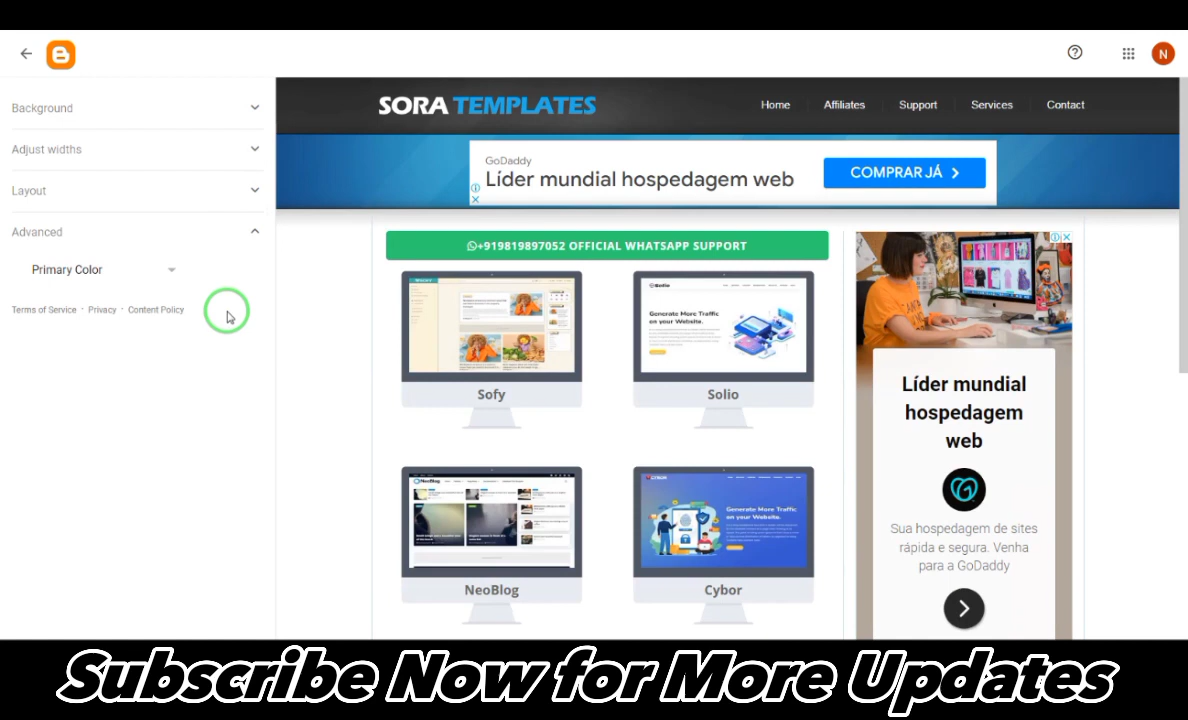 N
Background
Adjust widths
Layout
Advanced
Primary Color
Terms of Service · Privacy · Content Policy
SORA TEMPLATES
Home Affiliates Support Services Contact
GoDaddy
Líder mundial hospedagem web
COMPRAR JÁ
+919819897052 OFFICIAL WHATSAPP SUPPORT
Solio
Generate More Traffic
on your Website.
Sofy
Solio
NeoBlog
Generate More Traffic
on your Website.
NeoBlog
Cybor
Líder mundial
hospedagem
web
Sua hospedagem de sites
rápida e segura. Venha
para a GoDaddy
Subscribe Now for More Updates